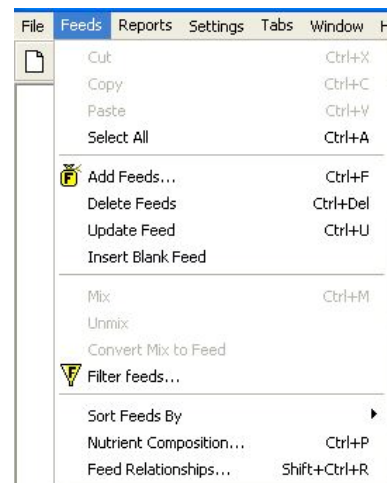 File Feeds Reports Settings Tabs Window H
Cut Ctrl+X
Copy Ctrl+C
Paste Ctrl+V
Select All Ctrl+A
F Add Feeds... Ctrl+F
Delete Feeds Ctrl+Del
Update Feed Ctrl+U
Insert Blank Feed
Mix Ctrl+M
Unmix
Convert Mix to Feed
F Filter feeds...
Sort Feeds By
Nutrient Composition... Ctrl+P
Feed Relationships... Shift+Ctrl+R